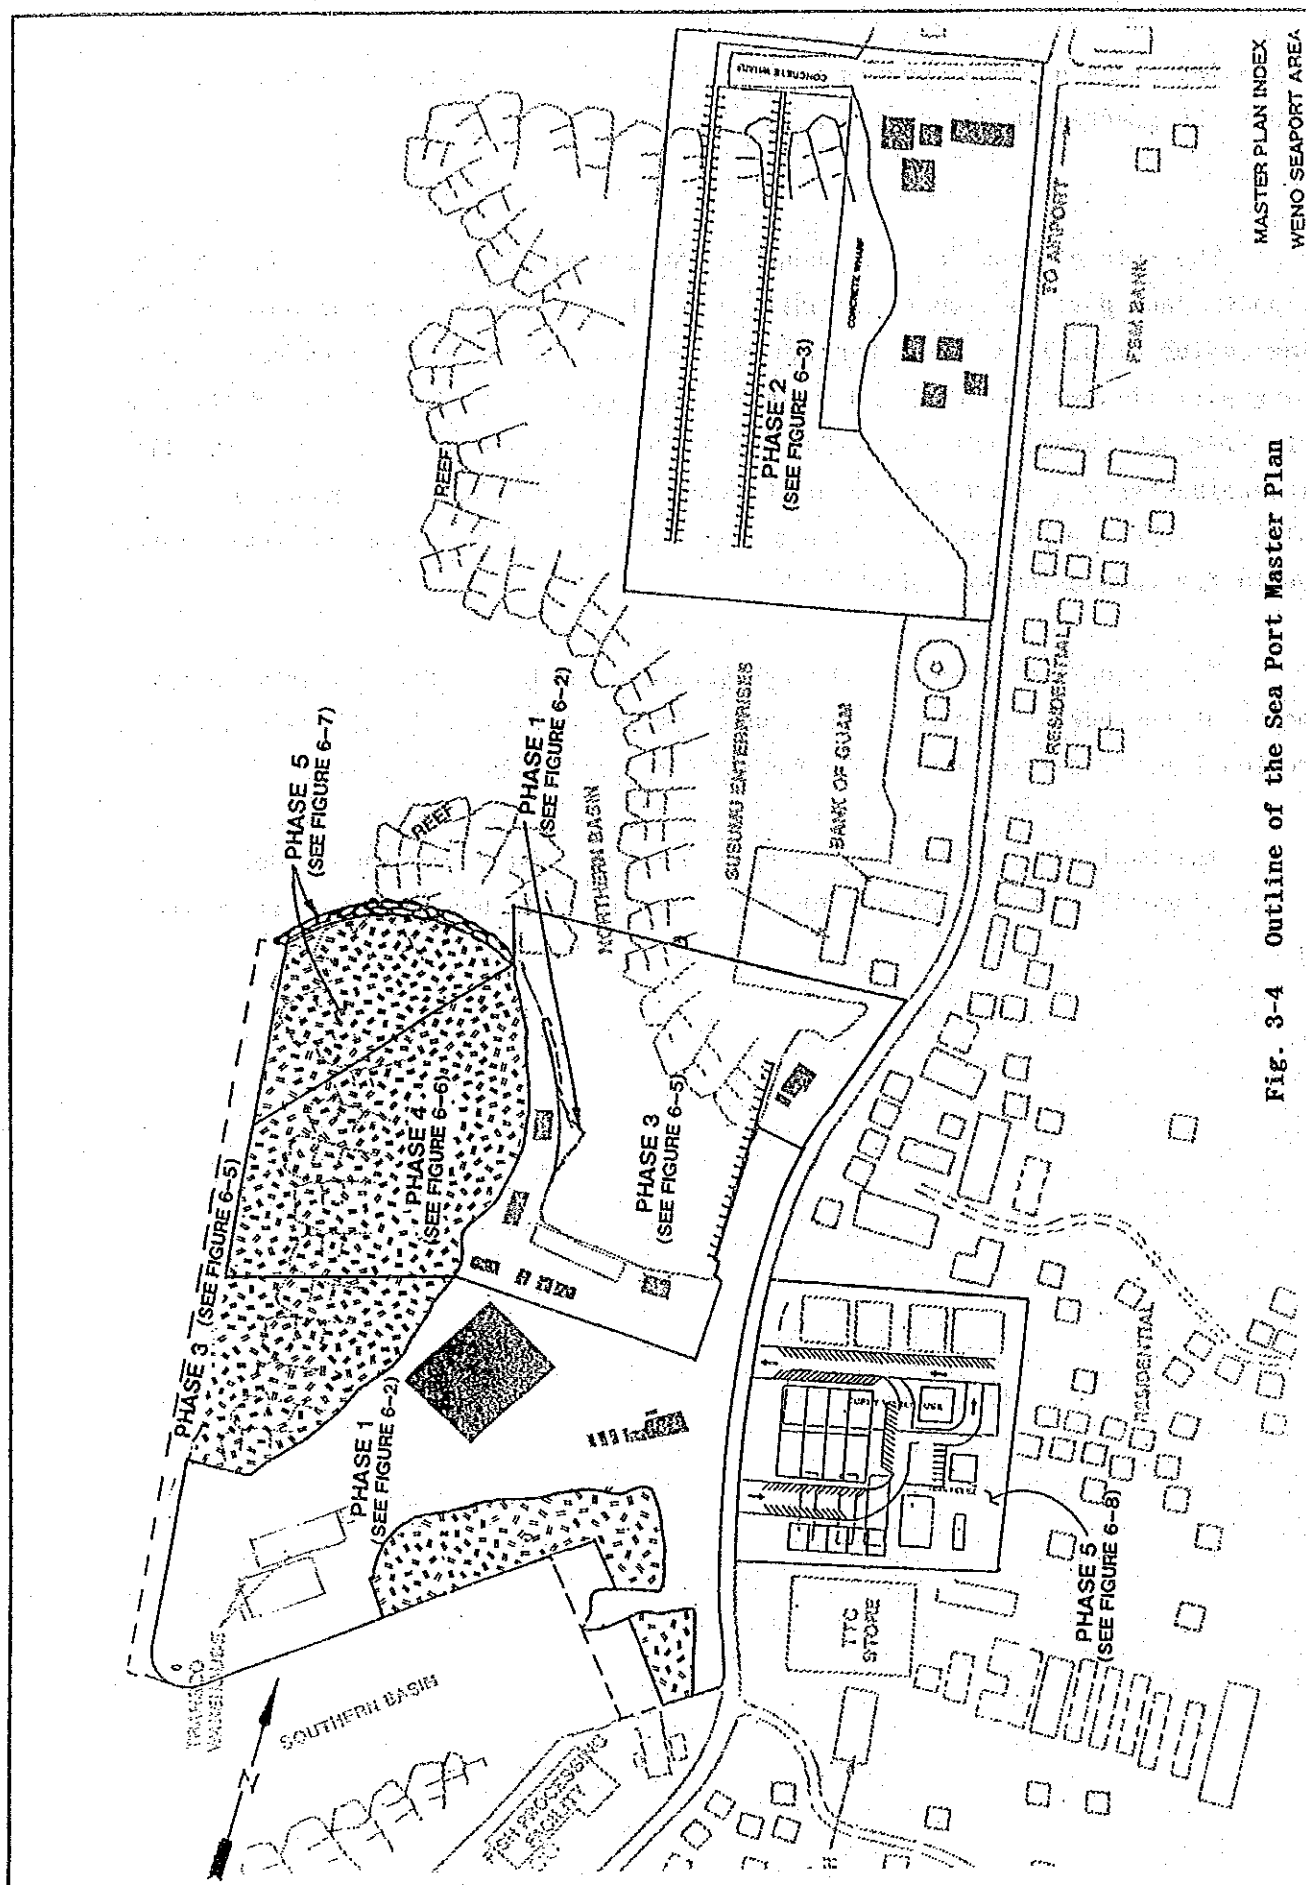 MASTER PLAN INDEX
WENO SEAPORT AREA
CONCRETE WHARF
TO AIRPORT
FSM BANK
CONCRETE WHARF
PHASE 2
(SEE FIGURE 6-3)
REEF
RESIDENTIAL
PHASE 1
(SEE FIGURE 6-2)
NORTHERN BASIN
SUSUMU ENTERPRISES
BANK OF GUAM
PHASE 5
(SEE FIGURE 6-7)
REEF
PHASE 4
(SEE FIGURE 6-6)
PHASE 3
(SEE FIGURE 6-5)
PHASE 3 (SEE FIGURE 6-5)
PHASE 1
(SEE FIGURE 6-2)
RESIDENTIAL
PHASE 5
(SEE FIGURE 6-8)
TTC
STORE
SOUTHERN BASIN
N
PROCESSING
FACILITY
Fig. 3-4 Outline of the Sea Port Master Plan